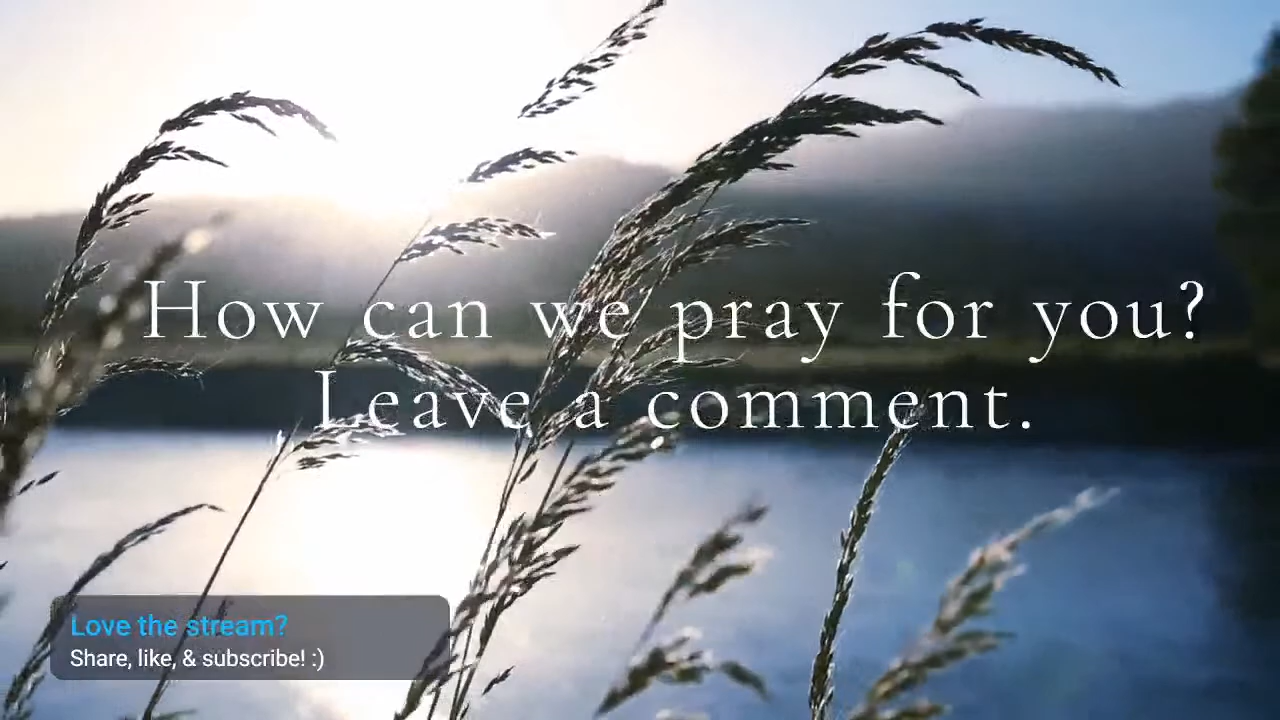 How can we pray for you?
Leave a comment.
Love the stream?
Share, like, & subscribe! :)